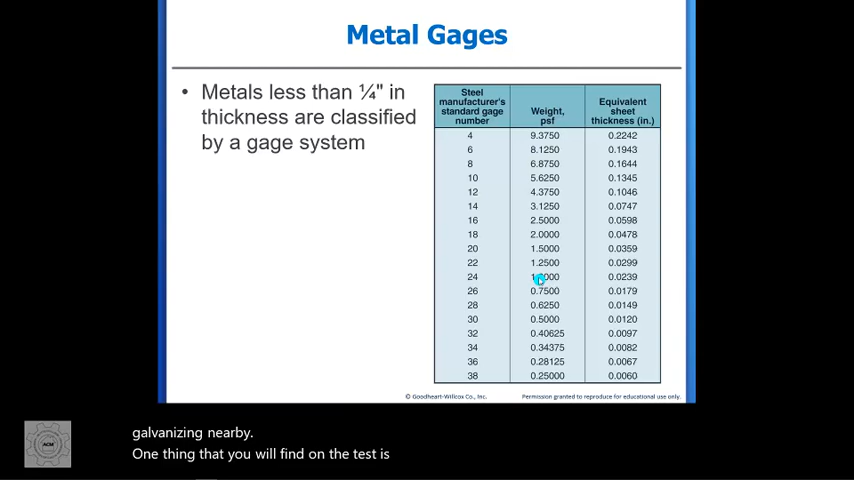 Metal Gages
• Metals less than ¼" in
thickness are classified
by a gage system
Steel manufacturer's standard gage number Weight, psf Equivalent sheet thickness (in.)
4 9.3750 0.2242
6 8.1250 0.1943
8 6.8750 0.1644
10 5.6250 0.1345
12 4.3750 0.1046
14 3.1250 0.0747
16 2.5000 0.0598
18 2.0000 0.0478
20 1.5000 0.0359
22 1.2500 0.0299
24 0.0239
26 0.7500 0.0179
28 0.6250 0.0149
30 0.5000 0.0120
32 0.40625 0.0097
34 0.34375 0.0082
36 0.28125 0.0067
38 0.25000 0.0060
© Goodheart-Willcox Co., Inc. Permission granted to reproduce for educational use only.
ACM
galvanizing nearby.
One thing that you will find on the test is